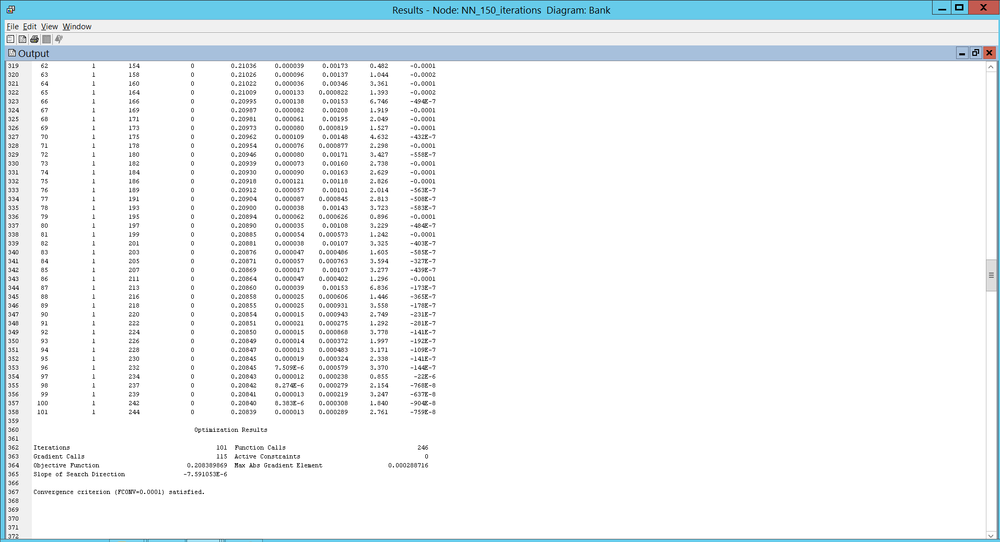 Results - Node: NN_150_iterations  Diagram: Bank
File Edit View Window
Output
319 62 1 154 0 0.21036 0.000039 0.00173 0.482 -0.0001
320 63 1 158 0 0.21026 0.000096 0.00137 1.044 -0.0002
321 64 1 160 0 0.21022 0.000036 0.00346 3.361 -0.0001
322 65 1 164 0 0.21009 0.000133 0.000822 1.393 -0.0002
323 66 1 166 0 0.20995 0.000138 0.00153 6.746 -494E-7
324 67 1 169 0 0.20987 0.000082 0.00208 1.919 -0.0001
325 68 1 171 0 0.20981 0.000061 0.00195 2.049 -0.0001
326 69 1 173 0 0.20973 0.000080 0.000819 1.527 -0.0001
327 70 1 175 0 0.20962 0.000109 0.00148 4.632 -432E-7
328 71 1 178 0 0.20954 0.000076 0.000877 2.298 -0.0001
329 72 1 180 0 0.20946 0.000080 0.00171 3.427 -558E-7
330 73 1 182 0 0.20939 0.000073 0.00160 2.738 -0.0001
331 74 1 184 0 0.20930 0.000090 0.00163 2.629 -0.0001
332 75 1 186 0 0.20918 0.000121 0.00118 2.826 -0.0001
333 76 1 189 0 0.20912 0.000057 0.00101 2.014 -563E-7
334 77 1 191 0 0.20904 0.000087 0.000845 2.813 -508E-7
335 78 1 193 0 0.20900 0.000038 0.00143 3.723 -583E-7
336 79 1 195 0 0.20894 0.000062 0.000626 0.896 -0.0001
337 80 1 197 0 0.20890 0.000035 0.00108 3.229 -484E-7
338 81 1 199 0 0.20885 0.000054 0.000573 1.242 -0.0001
339 82 1 201 0 0.20881 0.000038 0.00107 3.325 -403E-7
340 83 1 203 0 0.20876 0.000047 0.000486 1.605 -585E-7
341 84 1 205 0 0.20871 0.000057 0.000763 3.594 -327E-7
342 85 1 207 0 0.20869 0.000017 0.00107 3.277 -439E-7
343 86 1 211 0 0.20864 0.000047 0.000402 1.296 -0.0001
344 87 1 213 0 0.20860 0.000039 0.00153 6.836 -173E-7
345 88 1 216 0 0.20858 0.000025 0.000606 1.446 -365E-7
346 89 1 218 0 0.20855 0.000025 0.000931 3.558 -178E-7
347 90 1 220 0 0.20854 0.000015 0.000943 2.749 -231E-7
348 91 1 222 0 0.20851 0.000021 0.000275 1.292 -281E-7
349 92 1 224 0 0.20850 0.000015 0.000868 3.778 -141E-7
350 93 1 226 0 0.20849 0.000014 0.000372 1.997 -192E-7
351 94 1 228 0 0.20847 0.000013 0.000483 3.171 -109E-7
352 95 1 230 0 0.20845 0.000019 0.000324 2.338 -141E-7
353 96 1 232 0 0.20845 7.509E-6 0.000579 3.370 -144E-7
354 97 1 234 0 0.20843 0.000012 0.000238 0.855 -22E-6
355 98 1 237 0 0.20842 8.274E-6 0.000279 2.154 -768E-8
356 99 1 239 0 0.20841 0.000013 0.000219 3.247 -637E-8
357 100 1 242 0 0.20840 8.383E-6 0.000308 1.840 -904E-8
358 101 1 244 0 0.20839 0.000013 0.000289 2.761 -759E-8
359
360 Optimization Results
361
362 Iterations 101 Function Calls 246
363 Gradient Calls 115 Active Constraints 0
364 Objective Function 0.208389869 Max Abs Gradient Element 0.000288716
365 Slope of Search Direction -7.591053E-6
366
367 Convergence criterion (FCONV=0.0001) satisfied.
368
369
370
371
372